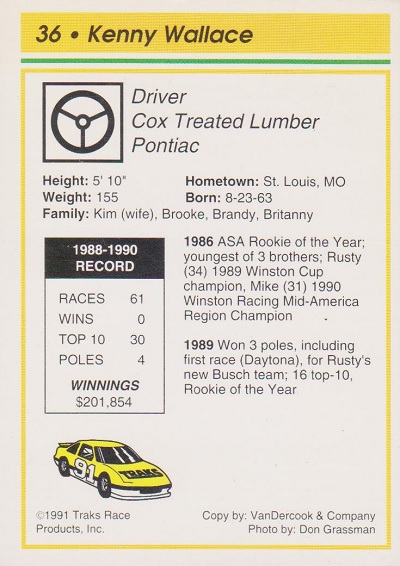 36 • Kenny Wallace
Driver
Cox Treated Lumber
Pontiac
Height: 5' 10" Hometown: St. Louis, MO
Weight: 155 Born: 8-23-63
Family: Kim (wife), Brooke, Brandy, Britanny
1988-1990
RECORD
RACES 61
WINS 0
TOP 10 30
POLES 4
WINNINGS
$201,854
1986 ASA Rookie of the Year;
youngest of 3 brothers; Rusty
(34) 1989 Winston Cup
champion, Mike (31) 1990
Winston Racing Mid-America
Region Champion
1989 Won 3 poles, including
first race (Daytona), for Rusty's
new Busch team; 16 top-10,
Rookie of the Year
91
TRAKS
©1991 Traks Race
Products, Inc.
Copy by: VanDercook & Company
Photo by: Don Grassman